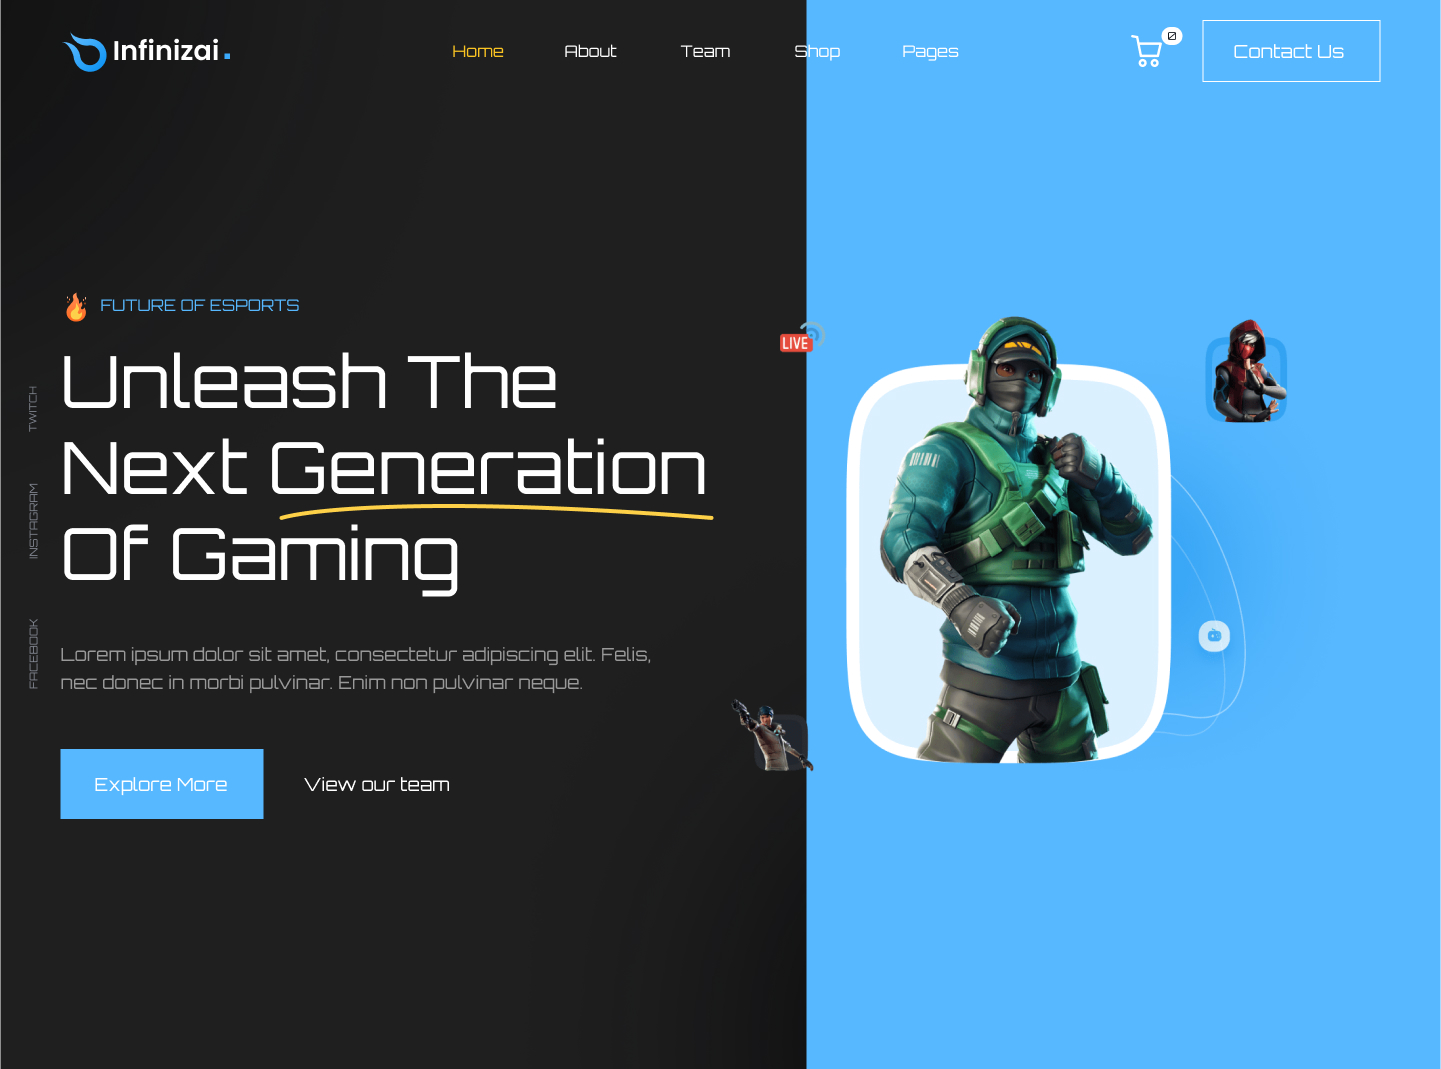 Infinizai.
Home
About
Team
Shop
Pages
0
Contact Us
FUTURE OF ESPORTS
Unleash The
Next Generation
Of Gaming
LIVE
TWITCH
INSTAGRAM
FACEBOOK
Lorem ipsum dolor sit amet, consectetur adipiscing elit. Felis,
nec donec in morbi pulvinar. Enim non pulvinar neque.
Explore More
View our team